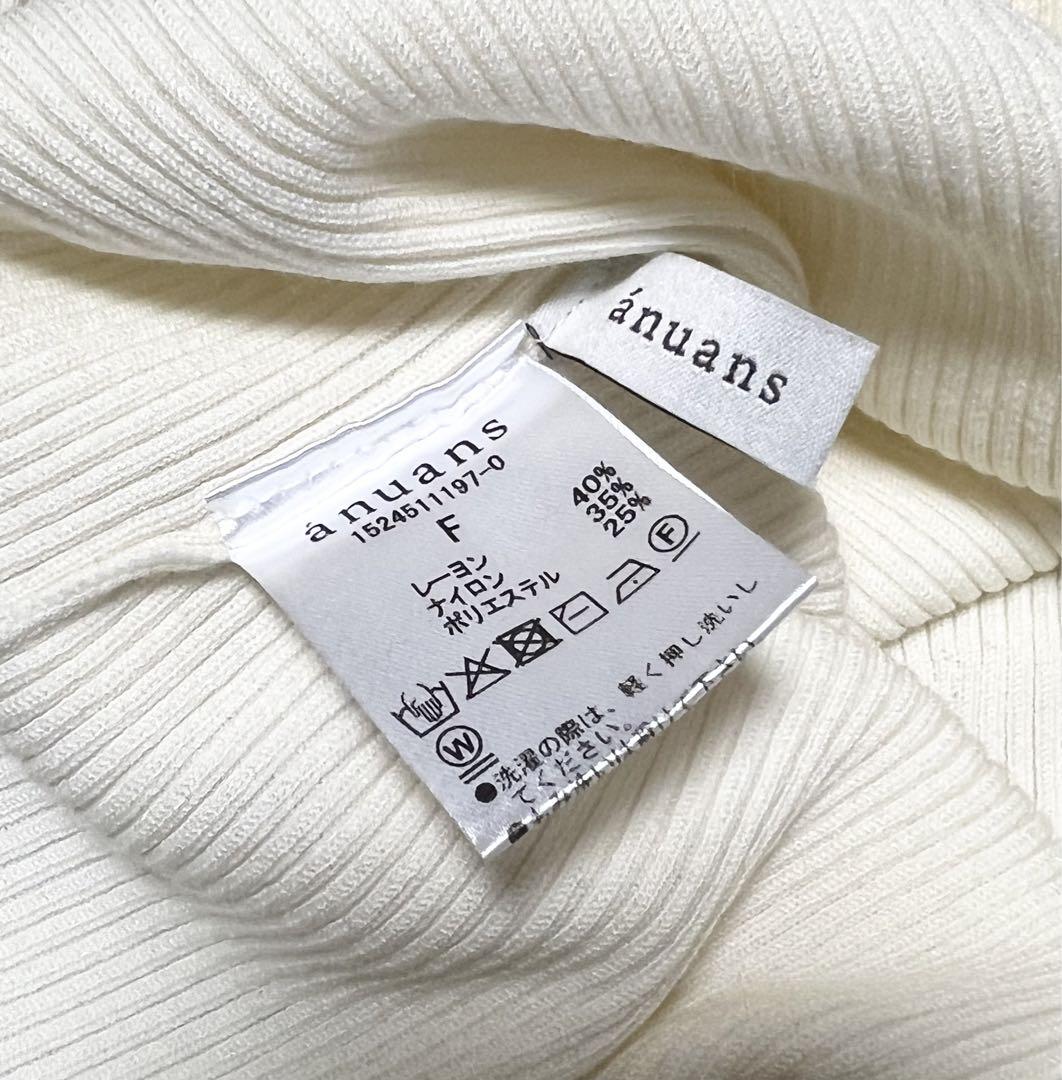 ánuans
ánuans
1524511197-0
F
レーヨン 40%
ナイロン 35%
ポリエステル 25%
F
W
●洗濯の際は、軽く押し洗いし
てください。